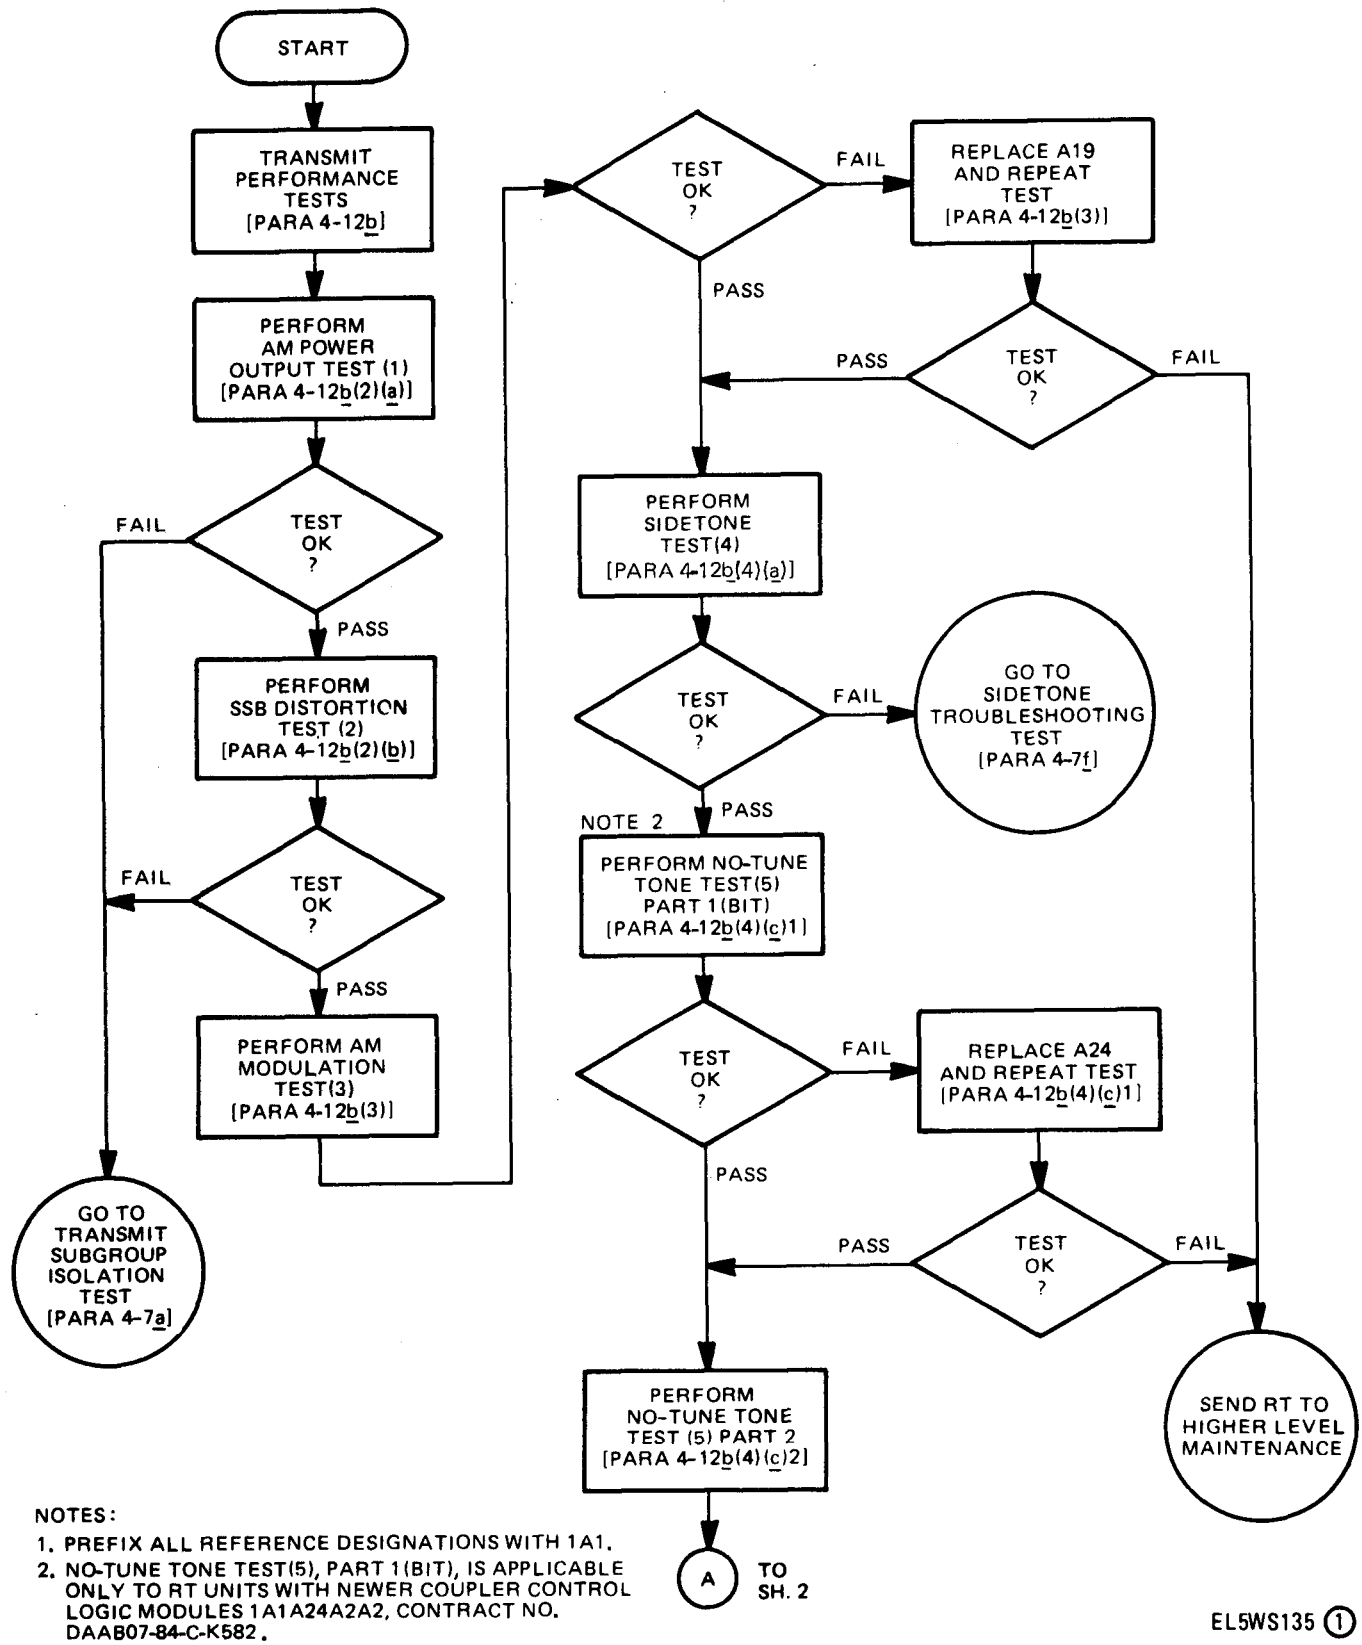 START
TRANSMIT
PERFORMANCE
TESTS
[PARA 4-12b]
PERFORM
AM POWER
OUTPUT TEST (1)
[PARA 4-12b(2)(a)]
TEST
OK
?
FAIL
PASS
PERFORM
SSB DISTORTION
TEST (2)
[PARA 4-12b(2)(b)]
TEST
OK
?
FAIL
PASS
PERFORM AM
MODULATION
TEST(3)
[PARA 4-12b(3)]
GO TO
TRANSMIT
SUBGROUP
ISOLATION
TEST
[PARA 4-7a]
TEST
OK
?
FAIL
PASS
REPLACE A19
AND REPEAT
TEST
[PARA 4-12b(3)]
TEST
OK
?
PASS
FAIL
PERFORM
SIDETONE
TEST(4)
[PARA 4-12b(4)(a)]
TEST
OK
?
FAIL
PASS
GO TO
SIDETONE
TROUBLESHOOTING
TEST
[PARA 4-7f]
NOTE 2
PERFORM NO-TUNE
TONE TEST(5)
PART 1(BIT)
[PARA 4-12b(4)(c)1]
TEST
OK
?
FAIL
PASS
REPLACE A24
AND REPEAT TEST
[PARA 4-12b(4)(c)1]
TEST
OK
?
PASS
FAIL
PERFORM
NO-TUNE TONE
TEST (5) PART 2
[PARA 4-12b(4)(c)2]
SEND RT TO
HIGHER LEVEL
MAINTENANCE
A
TO
SH. 2
NOTES:
1. PREFIX ALL REFERENCE DESIGNATIONS WITH 1A1.
2. NO-TUNE TONE TEST(5), PART 1(BIT), IS APPLICABLE
ONLY TO RT UNITS WITH NEWER COUPLER CONTROL
LOGIC MODULES 1A1A24A2A2, CONTRACT NO.
DAAB07-84-C-K582.
EL5WS135 1